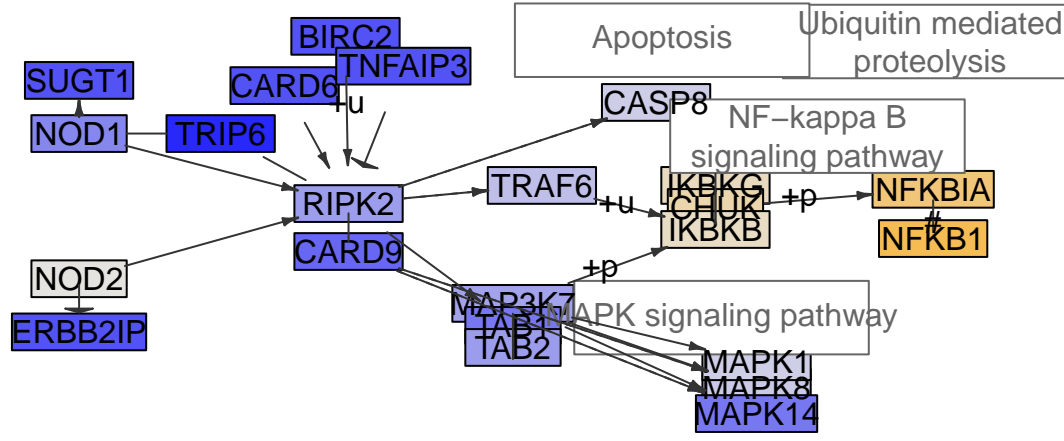 BIRC2
Apoptosis
Ubiquitin mediated
proteolysis
TNFAIP3
SUGT1
CARD6
+u
CASP8
NOD1
TRIP6
NF−kappa B
signaling pathway
RIPK2
TRAF6
+u
IKBKG
CHUK
IKBKB
+p
NFKBIA
#
NFKB1
CARD9
NOD2
+p
ERBB2IP
MAP3K7
TAB1
TAB2
MAPK signaling pathway
MAPK1
MAPK8
MAPK14